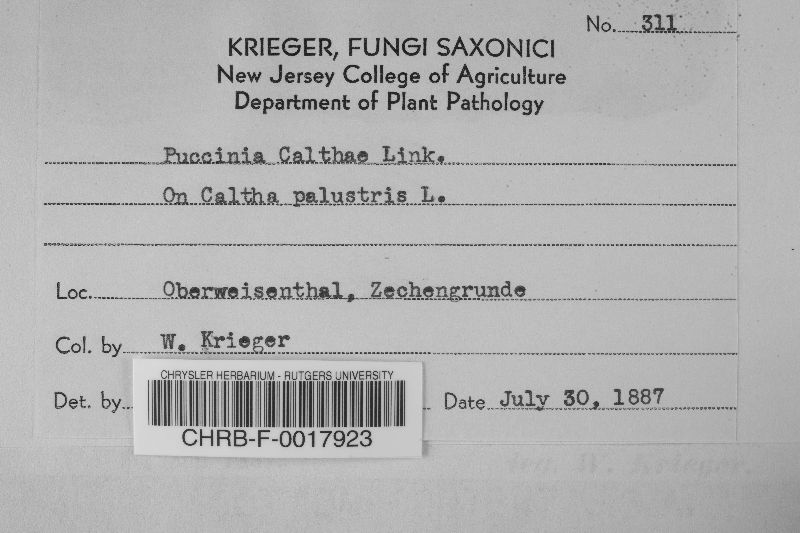 No. 311
KRIEGER, FUNGI SAXONICI
New Jersey College of Agriculture
Department of Plant Pathology
Puccinia Calthae Link.
On Caltha palustris L.
Loc. Oberweisenthal, Zechengrunde
Col. by W. Krieger
CHRYSLER HERBARIUM - RUTGERS UNIVERSITY
Det. by Date July 30, 1887
CHRB-F-0017923
leg. W. Krieger.